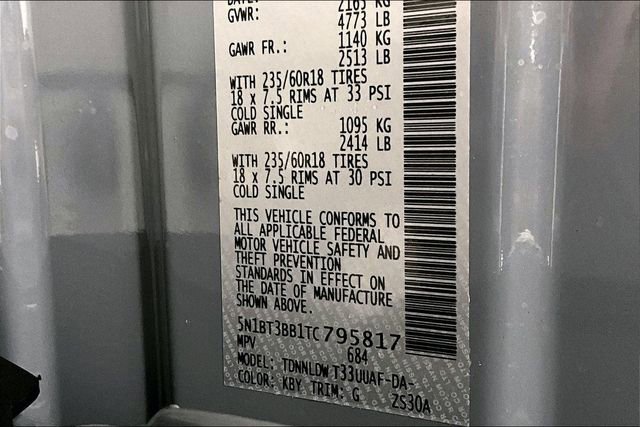 DATE: 2165 KG
GVWR: 4773 LB
1140 KG
GAWR FR.: 2513 LB
WITH 235/60R18 TIRES
18 x 7.5 RIMS AT 33 PSI
COLD SINGLE
GAWR RR.: 1095 KG
2414 LB
WITH 235/60R18 TIRES
18 x 7.5 RIMS AT 30 PSI
COLD SINGLE
THIS VEHICLE CONFORMS TO
ALL APPLICABLE FEDERAL
MOTOR VEHICLE SAFETY AND
THEFT PREVENTION
STANDARDS IN EFFECT ON
THE DATE OF MANUFACTURE
SHOWN ABOVE.
5N1BT3BB1TC795817
MPV 684
MODEL: TDNNLDW T33UUAF-DA-
COLOR: KBY TRIM: G ZS30A